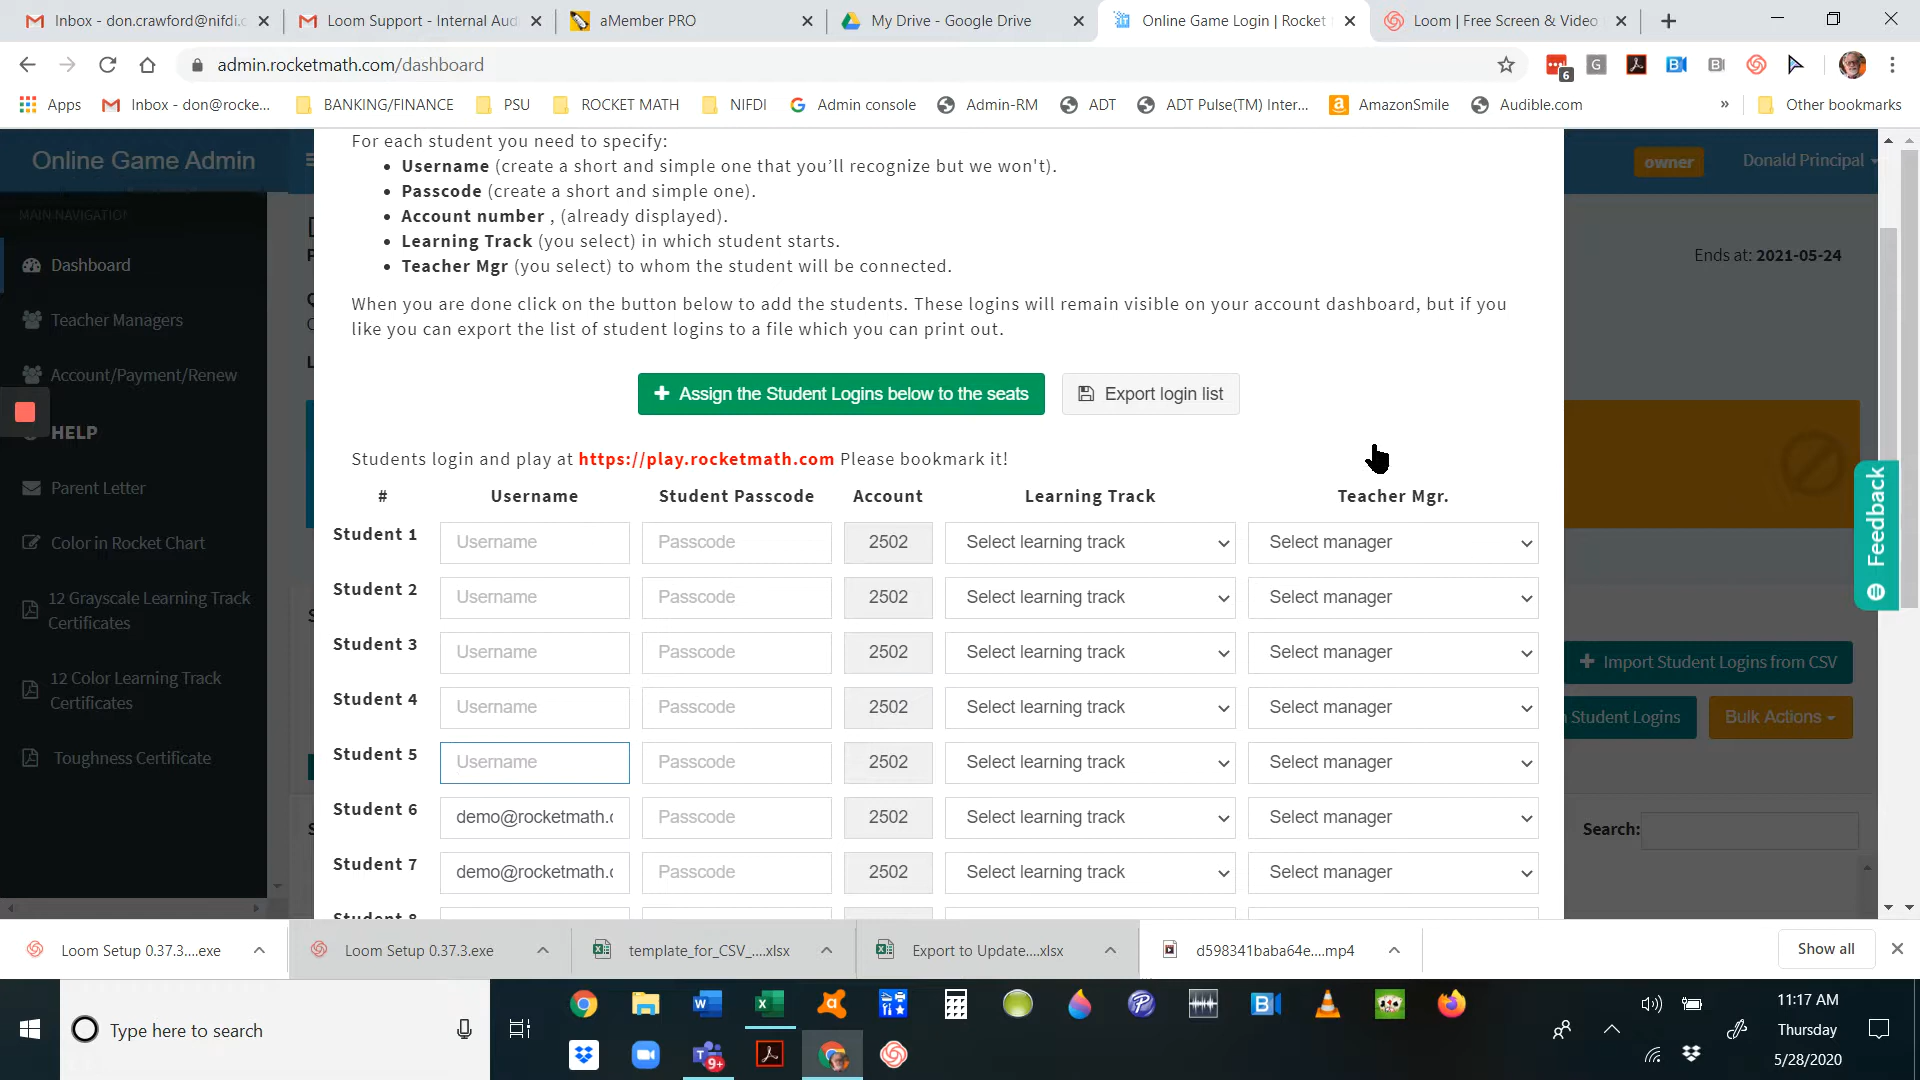 Inbox - don.crawford@nifdi.c
Loom Support - Internal Aud
aMember PRO
My Drive - Google Drive
Online Game Login | Rocket
Loom | Free Screen & Video
admin.rocketmath.com/dashboard
6
Apps
Inbox - don@rocke...
BANKING/FINANCE
PSU
ROCKET MATH
NIFDI
Admin console
Admin-RM
ADT
ADT Pulse(TM) Inter...
AmazonSmile
Audible.com
»
Other bookmarks
Online Game Admin
owner
Donald Principal
MAIN NAVIGATION
Dashboard
Teacher Managers
Account/Payment/Renew
HELP
Parent Letter
Color in Rocket Chart
12 Grayscale Learning Track
Certificates
12 Color Learning Track
Certificates
Toughness Certificate
Ends at: 2021-05-24
For each student you need to specify:
• Username (create a short and simple one that you’ll recognize but we won't).
• Passcode (create a short and simple one).
• Account number , (already displayed).
• Learning Track (you select) in which student starts.
• Teacher Mgr (you select) to whom the student will be connected.
When you are done click on the button below to add the students. These logins will remain visible on your account dashboard, but if you
like you can export the list of student logins to a file which you can print out.
+ Assign the Student Logins below to the seats
Export login list
Students login and play at https://play.rocketmath.com Please bookmark it!
# Username Student Passcode Account Learning Track Teacher Mgr.
Student 1 Username Passcode 2502 Select learning track Select manager
Student 2 Username Passcode 2502 Select learning track Select manager
Student 3 Username Passcode 2502 Select learning track Select manager
Student 4 Username Passcode 2502 Select learning track Select manager
Student 5 Username Passcode 2502 Select learning track Select manager
Student 6 demo@rocketmath.c Passcode 2502 Select learning track Select manager
Student 7 demo@rocketmath.c Passcode 2502 Select learning track Select manager
Student 8
Feedback
+ Import Student Logins from CSV
Student Logins
Bulk Actions
Search:
Loom Setup 0.37.3....exe
Loom Setup 0.37.3.exe
template_for_CSV_....xlsx
Export to Update....xlsx
d598341baba64e....mp4
Show all
Type here to search
9+
11:17 AM
Thursday
5/28/2020